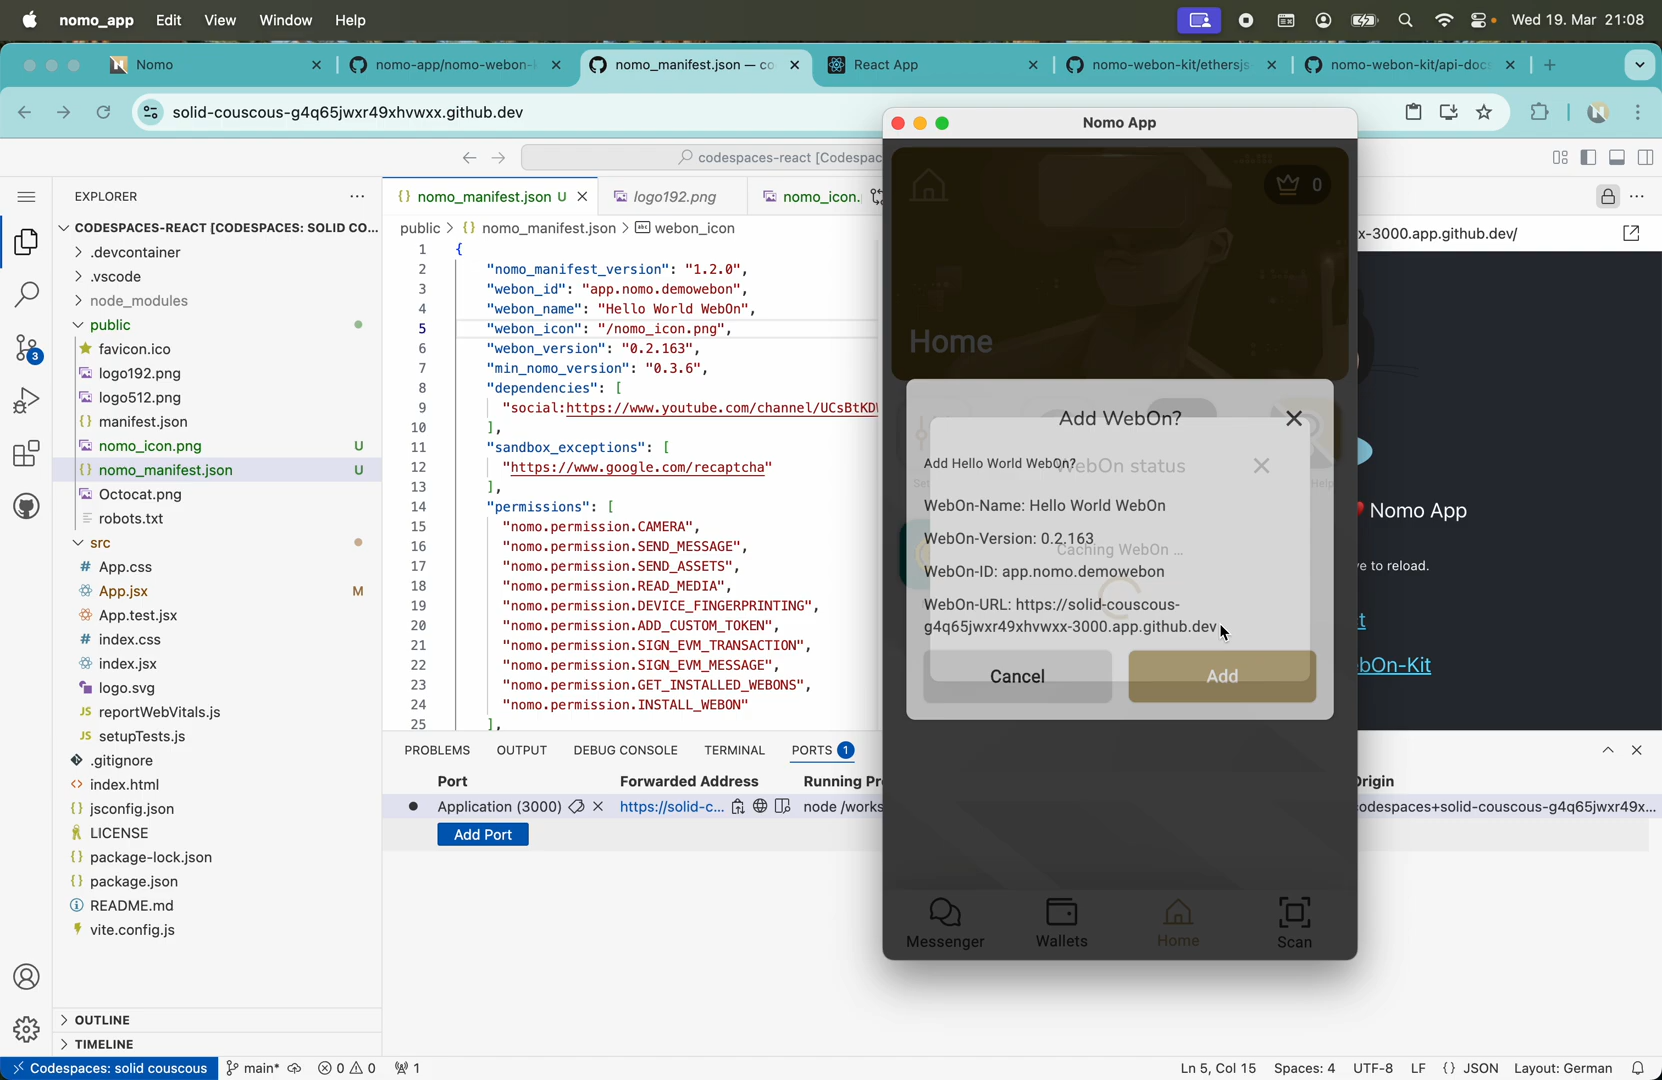 nomo_app Edit View Window Help
Wed 19. Mar 21:08
Nomo
nomo-app/nomo-webon-
nomo_manifest.json — co
React App
nomo-webon-kit/ethersjs
nomo-webon-kit/api-doc
solid-couscous-g4q65jwxr49xhvwxx.github.dev
Nomo App
codespaces-react [Codespac
EXPLORER
CODESPACES-REACT [CODESPACES: SOLID CO...
.devcontainer
.vscode
node_modules
public
favicon.ico
logo192.png
logo512.png
manifest.json
nomo_icon.png U
nomo_manifest.json U
Octocat.png
robots.txt
src
App.css
App.jsx M
App.test.jsx
index.css
index.jsx
logo.svg
reportWebVitals.js
setupTests.js
.gitignore
index.html
jsconfig.json
LICENSE
package-lock.json
package.json
README.md
vite.config.js
OUTLINE
TIMELINE
3
nomo_manifest.json U
logo192.png
nomo_icon.
public > nomo_manifest.json > webon_icon
1 {
2 "nomo_manifest_version": "1.2.0",
3 "webon_id": "app.nomo.demowebon",
4 "webon_name": "Hello World WebOn",
5 "webon_icon": "/nomo_icon.png",
6 "webon_version": "0.2.163",
7 "min_nomo_version": "0.3.6",
8 "dependencies": [
9 "social:https://www.youtube.com/channel/UCsBtKD
10 ],
11 "sandbox_exceptions": [
12 "https://www.google.com/recaptcha"
13 ],
14 "permissions": [
15 "nomo.permission.CAMERA",
16 "nomo.permission.SEND_MESSAGE",
17 "nomo.permission.SEND_ASSETS",
18 "nomo.permission.READ_MEDIA",
19 "nomo.permission.DEVICE_FINGERPRINTING",
20 "nomo.permission.ADD_CUSTOM_TOKEN",
21 "nomo.permission.SIGN_EVM_TRANSACTION",
22 "nomo.permission.SIGN_EVM_MESSAGE",
23 "nomo.permission.GET_INSTALLED_WEBONS",
24 "nomo.permission.INSTALL_WEBON"
25 ],
PROBLEMS OUTPUT DEBUG CONSOLE TERMINAL PORTS 1
Port Forwarded Address Running Pr
Application (3000) https://solid-c... node /works
Add Port
0
Home
Add WebOn?
Add Hello World WebOn?
WebOn status
WebOn-Name: Hello World WebOn
WebOn-Version: 0.2.163
Caching WebOn ...
WebOn-ID: app.nomo.demowebon
WebOn-URL: https://solid-couscous-
g4q65jwxr49xhvwxx-3000.app.github.dev
Cancel Add
Help
Messenger Wallets Home Scan
x-3000.app.github.dev/
Nomo App
e to reload.
t
bOn-Kit
Origin
odespaces+solid-couscous-g4q65jwxr49x...
Codespaces: solid couscous main* 0 0 1
Ln 5, Col 15 Spaces: 4 UTF-8 LF {} JSON Layout: German